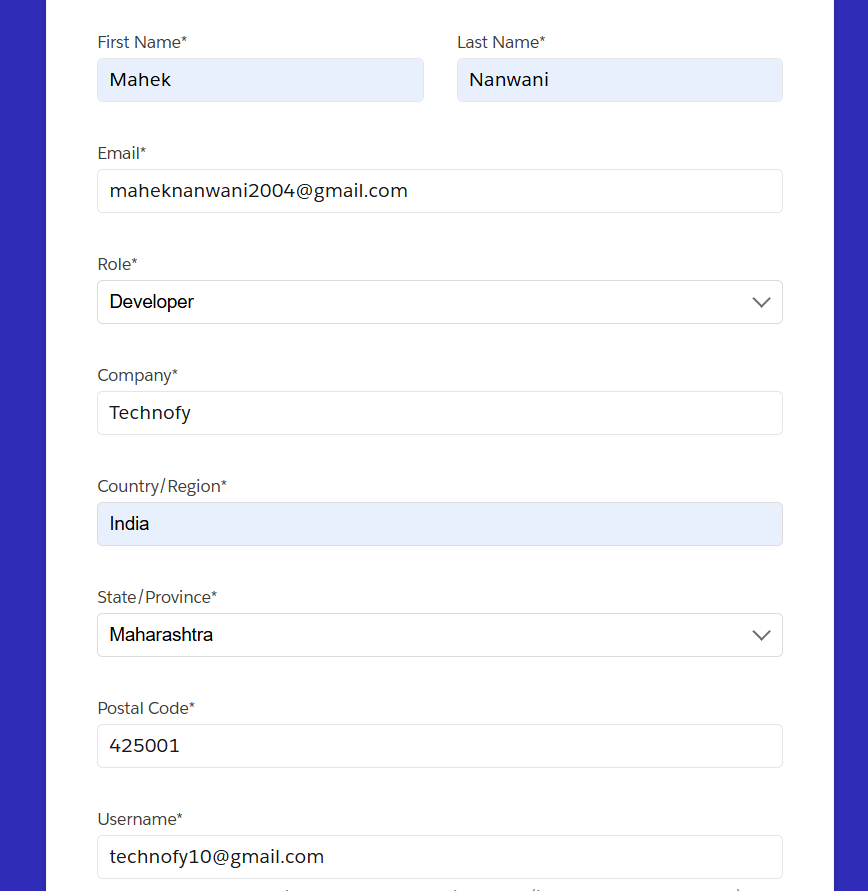 First Name* Last Name*
Mahek Nanwani
Email*
maheknanwani2004@gmail.com
Role*
Developer
Company*
Technofy
Country/Region*
India
State/Province*
Maharashtra
Postal Code*
425001
Username*
technofy10@gmail.com